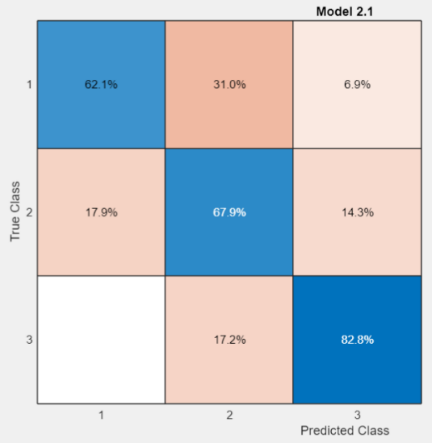 Model 2.1
1 62.1% 31.0% 6.9%
True Class
2 17.9% 67.9% 14.3%
3 17.2% 82.8%
1 2 3
Predicted Class